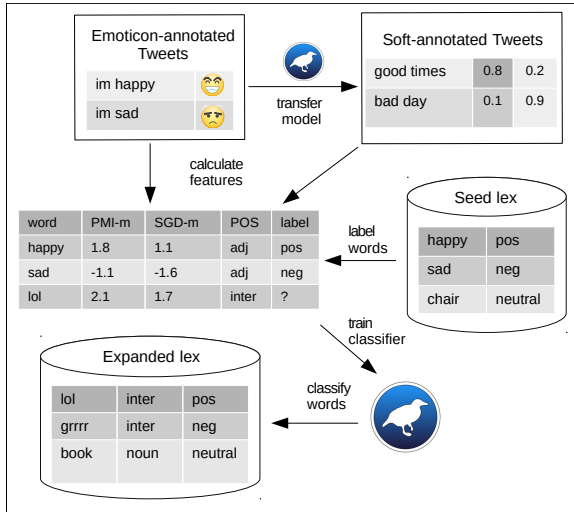 Emoticon-annotated
Tweets
im happy
im sad
transfer
model
Soft-annotated Tweets
good times 0.8 0.2
bad day 0.1 0.9
calculate
features
word PMI-m SGD-m POS label
happy 1.8 1.1 adj pos
sad -1.1 -1.6 adj neg
lol 2.1 1.7 inter ?
label
words
Seed lex
happy pos
sad neg
chair neutral
train
classifier
Expanded lex
lol inter pos
grrrr inter neg
book noun neutral
classify
words